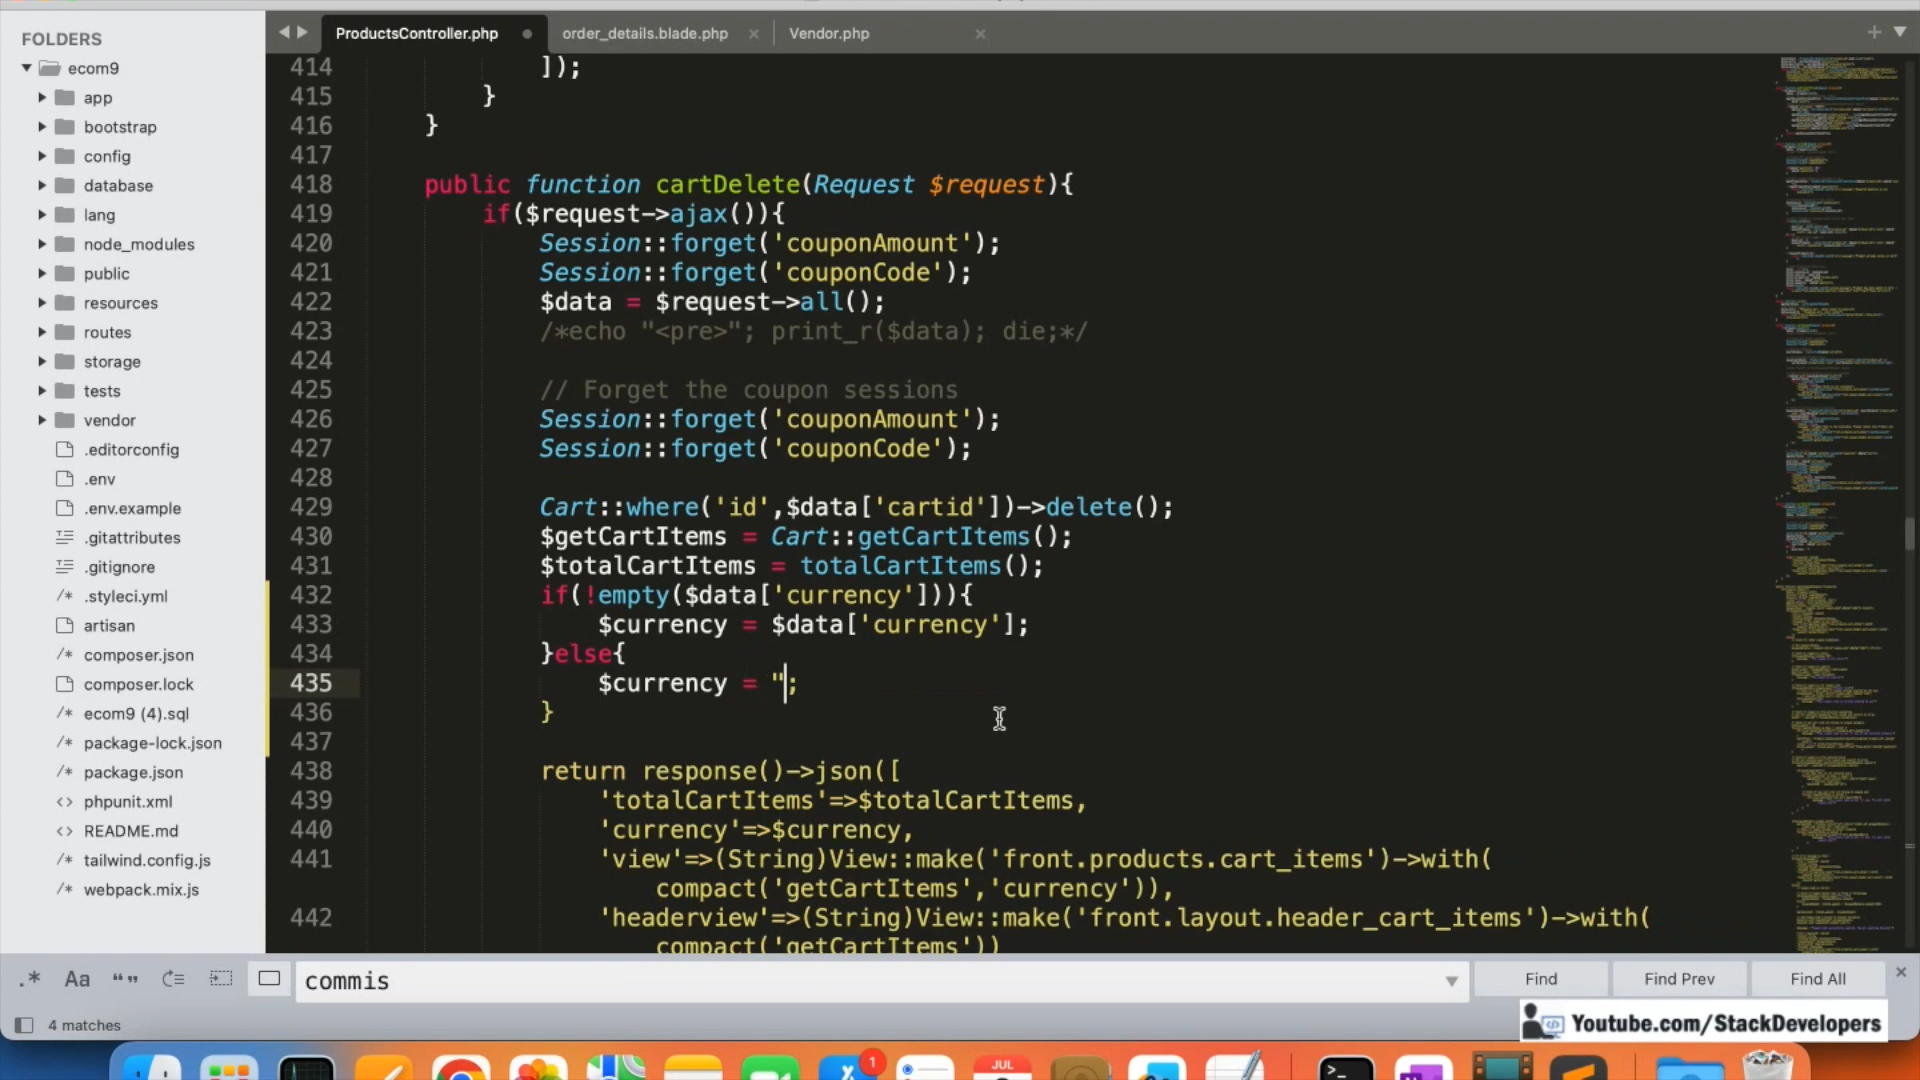 FOLDERS
ecom9
app
bootstrap
config
database
lang
node_modules
public
resources
routes
storage
tests
vendor
.editorconfig
.env
.env.example
.gitattributes
.gitignore
.styleci.yml
artisan
composer.json
composer.lock
ecom9 (4).sql
package-lock.json
package.json
phpunit.xml
README.md
tailwind.config.js
webpack.mix.js
ProductsController.php
order_details.blade.php
Vendor.php
414 ]);
415 }
416 }
417
418 public function cartDelete(Request $request){
419 if($request->ajax()){
420 Session::forget('couponAmount');
421 Session::forget('couponCode');
422 $data = $request->all();
423 /*echo "<pre>"; print_r($data); die;*/
424
425 // Forget the coupon sessions
426 Session::forget('couponAmount');
427 Session::forget('couponCode');
428
429 Cart::where('id',$data['cartid'])->delete();
430 $getCartItems = Cart::getCartItems();
431 $totalCartItems = totalCartItems();
432 if(!empty($data['currency'])){
433 $currency = $data['currency'];
434 }else{
435 $currency = ";
436 }
437
438 return response()->json([
439 'totalCartItems'=>$totalCartItems,
440 'currency'=>$currency,
441 'view'=>(String)View::make('front.products.cart_items')->with(
compact('getCartItems','currency')),
442 'headerview'=>(String)View::make('front.layout.header_cart_items')->with(
compact('getCartItems'))
.* Aa “” commis Find Find Prev Find All
4 matches
Youtube.com/StackDevelopers
1
JUL